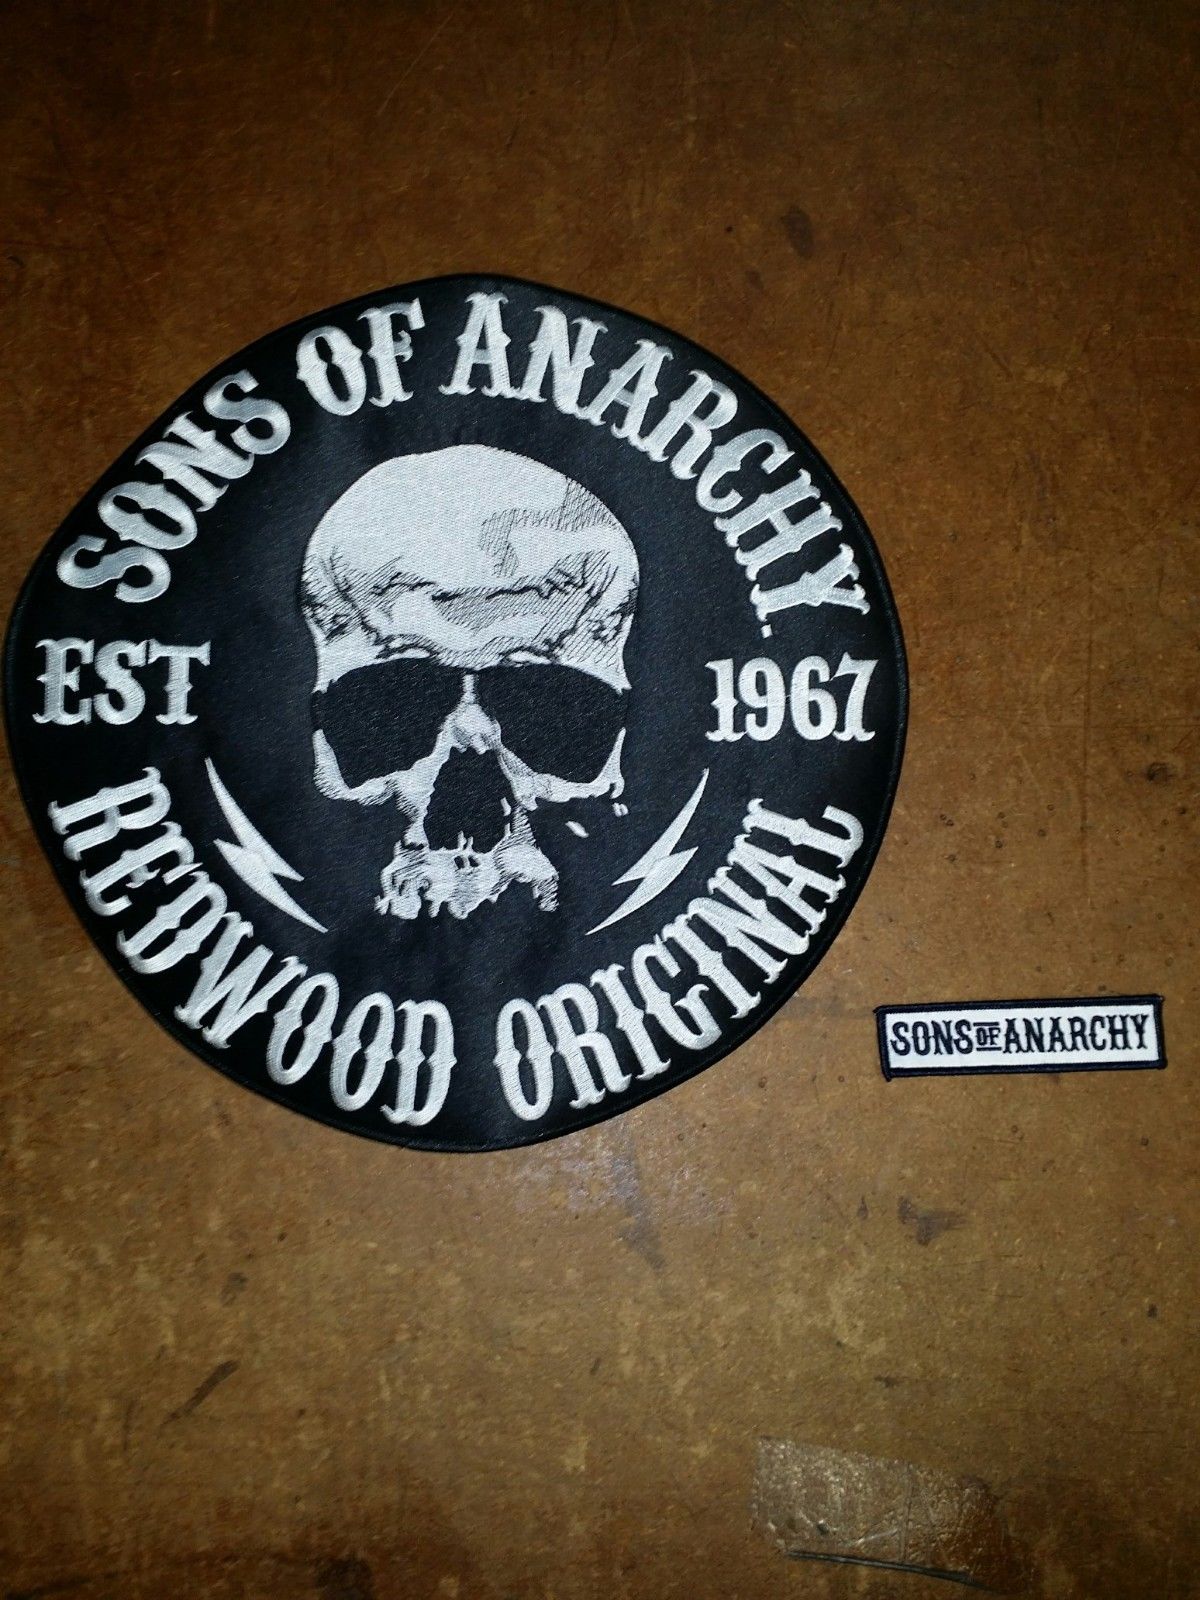 SONS OF ANARCHY
EST 1967
REDWOOD ORIGINAL
SONS OF ANARCHY